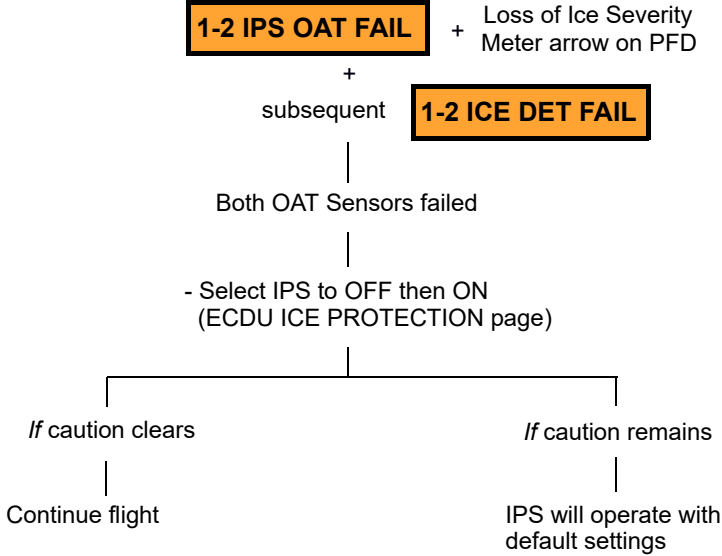 1-2 IPS OAT FAIL + Loss of Ice Severity
Meter arrow on PFD
+
subsequent 1-2 ICE DET FAIL
Both OAT Sensors failed
- Select IPS to OFF then ON
(ECDU ICE PROTECTION page)
If caution clears
If caution remains
Continue flight
IPS will operate with
default settings